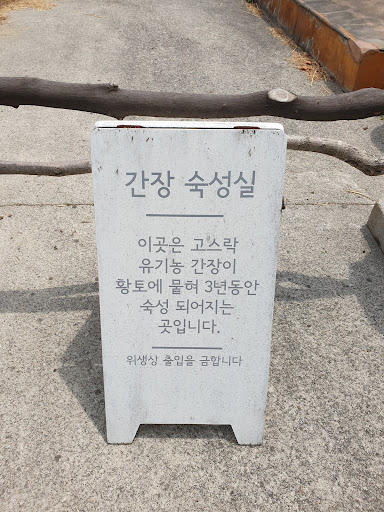 간장 숙성실
이곳은 고스락
유기농 간장이
황토에 뭍혀 3년동안
숙성 되어지는
곳입니다.
위생상 출입을 금합니다